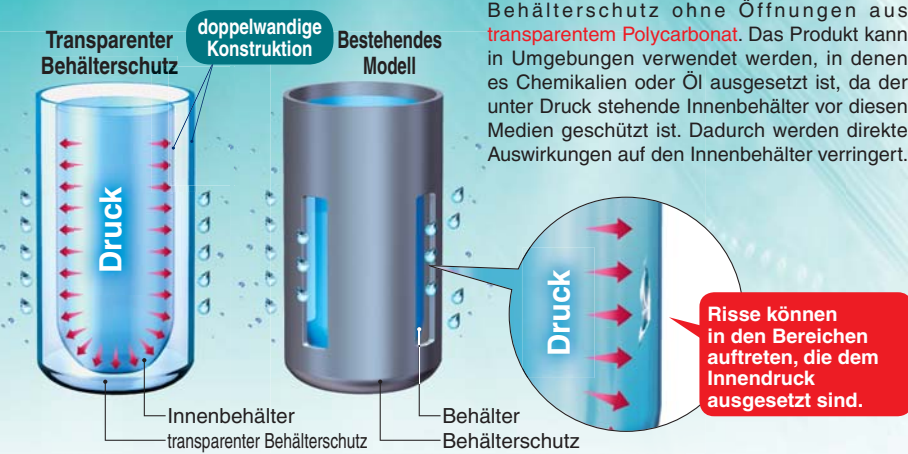 Behälterschutz ohne Öffnungen aus
transparentem Polycarbonat. Das Produkt kann
in Umgebungen verwendet werden, in denen
es Chemikalien oder Öl ausgesetzt ist, da der
unter Druck stehende Innenbehälter vor diesen
Medien geschützt ist. Dadurch werden direkte
Auswirkungen auf den Innenbehälter verringert.
Transparenter
Behälterschutz
doppelwandige
Konstruktion
Bestehendes
Modell
Druck
Druck
Risse können
in den Bereichen
auftreten, die dem
Innendruck
ausgesetzt sind.
Innenbehälter
transparenter Behälterschutz
Behälter
Behälterschutz